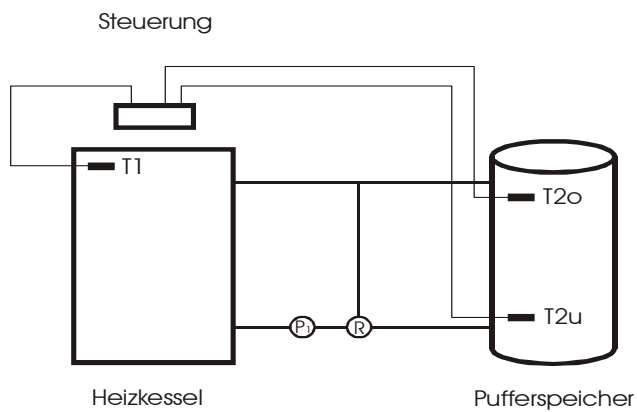 Steuerung
T1
T2o
T2u
P1
R
Heizkessel
Pufferspeicher